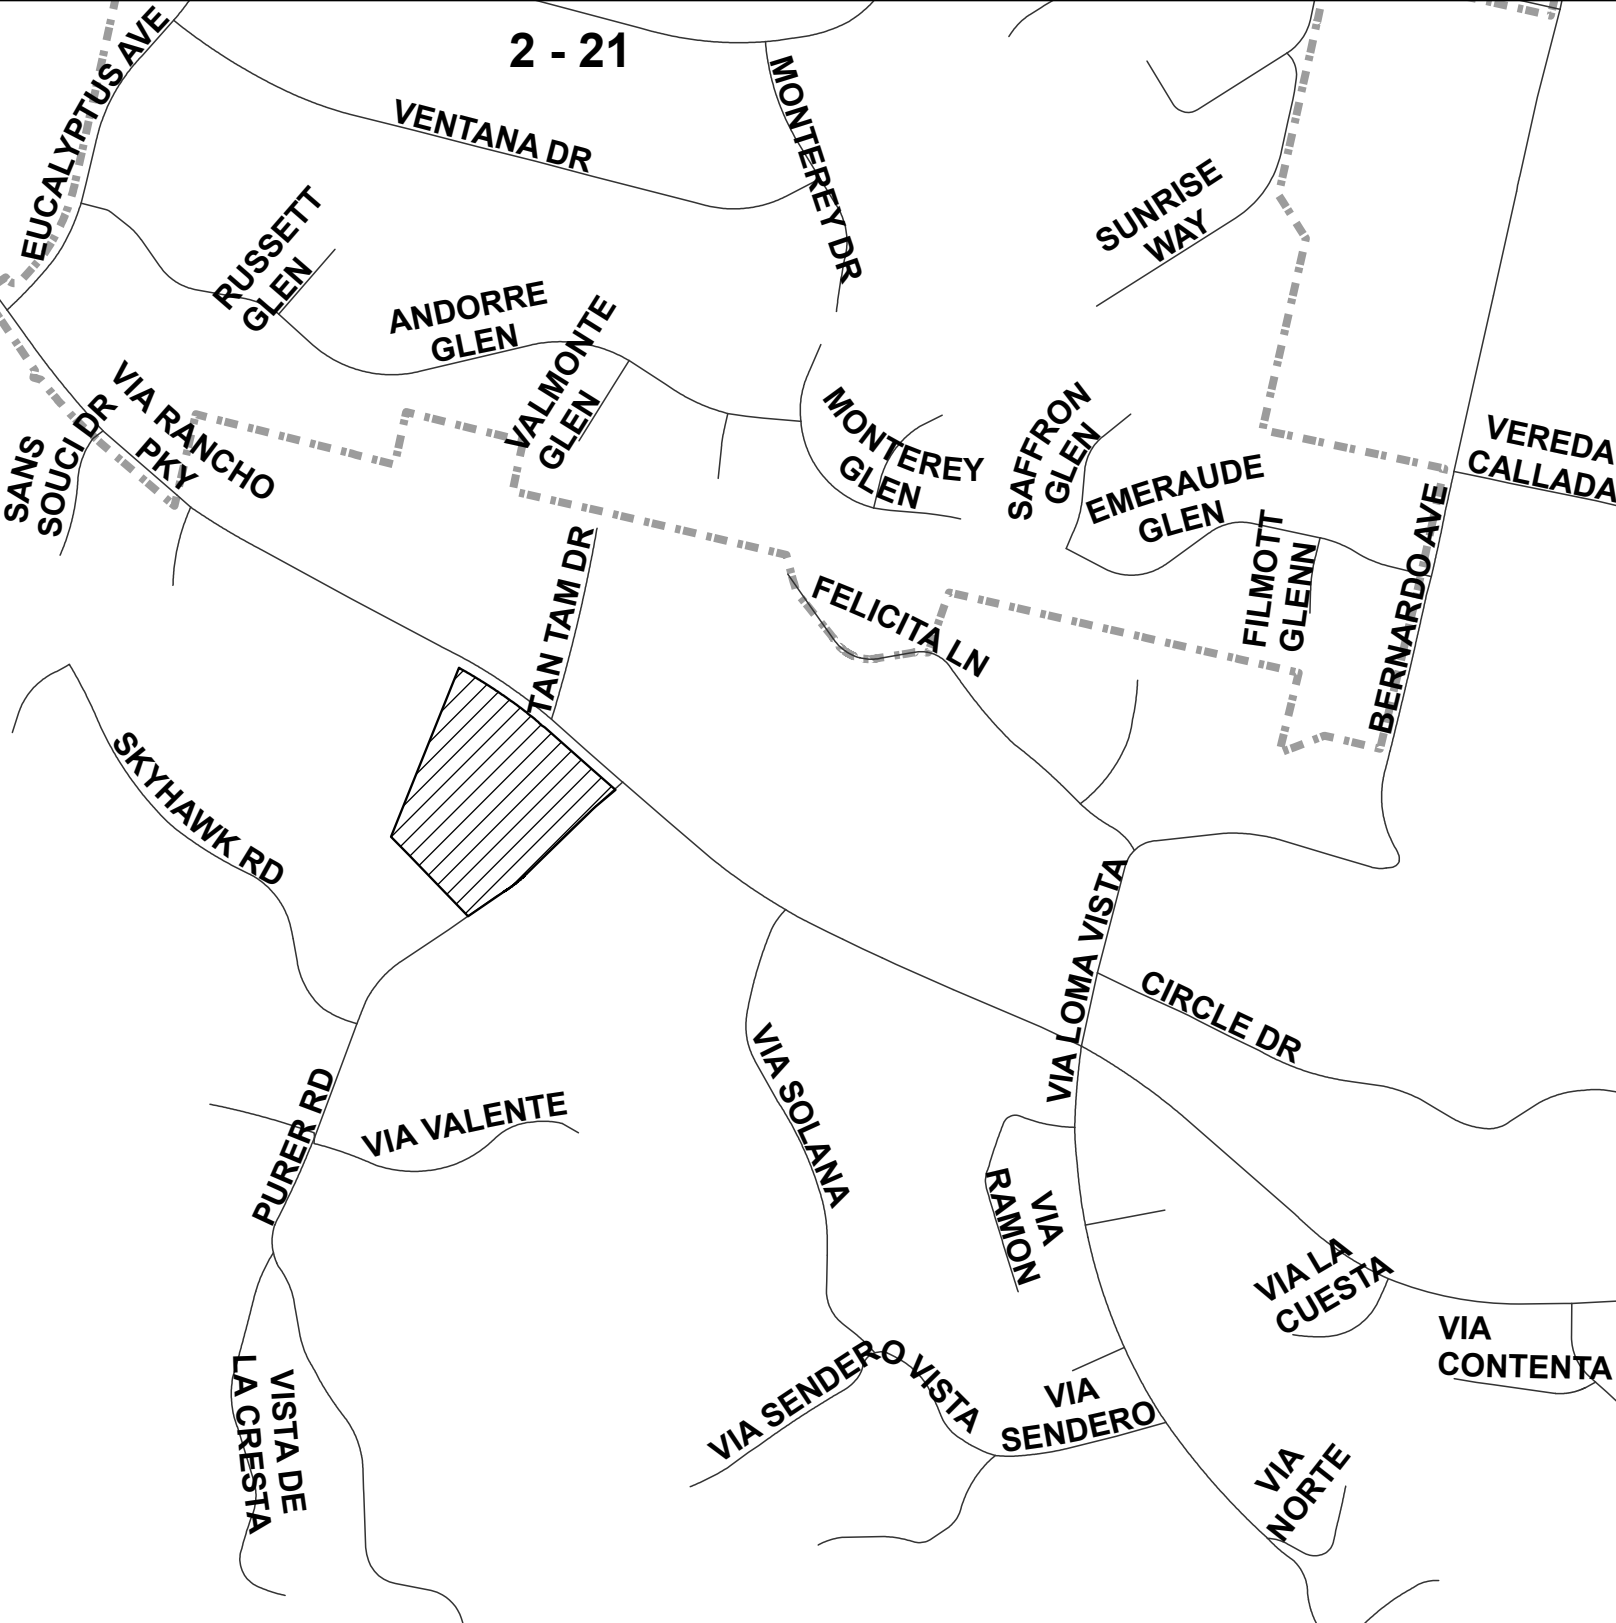 2 - 21
EUCALYPTUS AVE
VENTANA DR
MONTEREY DR
SUNRISE
WAY
RUSSETT
GLEN
ANDORRE
GLEN
VALMONTE
GLEN
VIA RANCHO
PKY
SANS
SOUCI DR
MONTEREY
GLEN
SAFFRON
GLEN
EMERAUDE
GLEN
FILMOTT
GLENN
VEREDA
CALLADA
BERNARDO AVE
TAN TAM DR
FELICITA LN
SKYHAWK RD
VIA LOMA VISTA
CIRCLE DR
PURER RD
VIA VALENTE
VIA SOLANA
VIA
RAMON
VIA LA
CUESTA
VIA
CONTENTA
VISTA DE
LA CRESTA
VIA SENDERO VISTA
VIA
SENDERO
VIA
NORTE